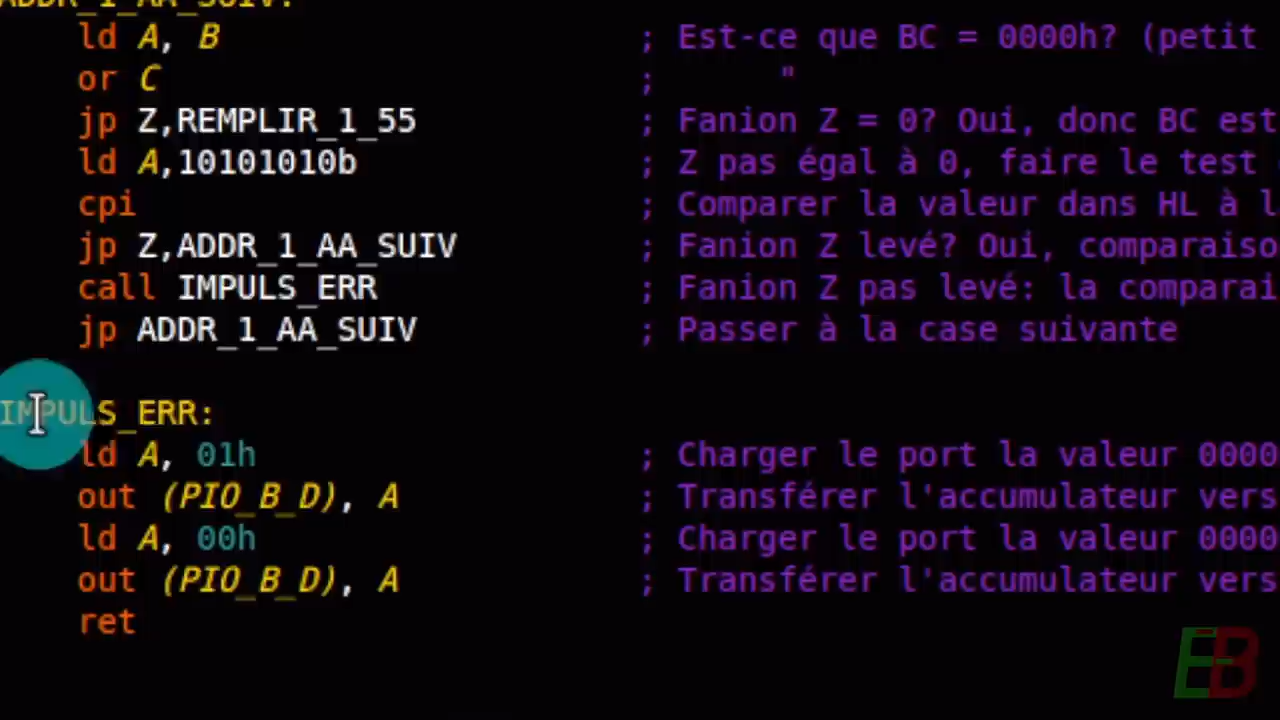 ADDR_1_AA_SUIV:
ld A, B ; Est-ce que BC = 0000h? (petit
or C ; "
jp Z,REMPLIR_1_55 ; Fanion Z = 0? Oui, donc BC est
ld A,10101010b ; Z pas égal à 0, faire le test
cpi ; Comparer la valeur dans HL à l
jp Z,ADDR_1_AA_SUIV ; Fanion Z levé? Oui, comparaiso
call IMPULS_ERR ; Fanion Z pas levé: la comparai
jp ADDR_1_AA_SUIV ; Passer à la case suivante
IMPULS_ERR:
ld A, 01h ; Charger le port la valeur 0000
out (PIO_B_D), A ; Transférer l'accumulateur vers
ld A, 00h ; Charger le port la valeur 0000
out (PIO_B_D), A ; Transférer l'accumulateur vers
ret
EB